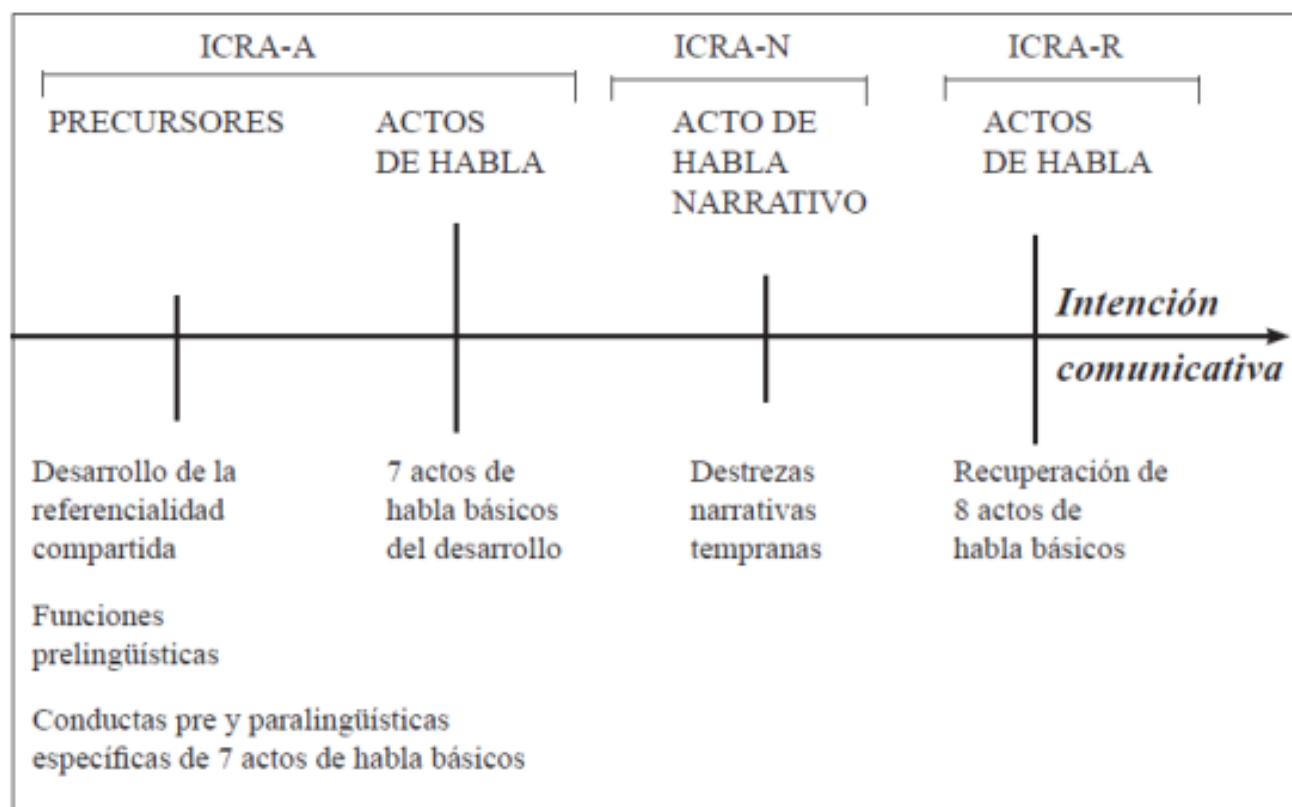 ICRA-A
ICRA-N
ICRA-R
PRECURSORES
ACTOS
DE HABLA
ACTO DE
HABLA
NARRATIVO
ACTOS
DE HABLA
Intención
comunicativa
Desarrollo de la
referencialidad
compartida
Funciones
prelingüísticas
Conductas pre y paralingüísticas
específicas de 7 actos de habla básicos
7 actos de
habla básicos
del desarrollo
Destrezas
narrativas
tempranas
Recuperación de
8 actos de
habla básicos